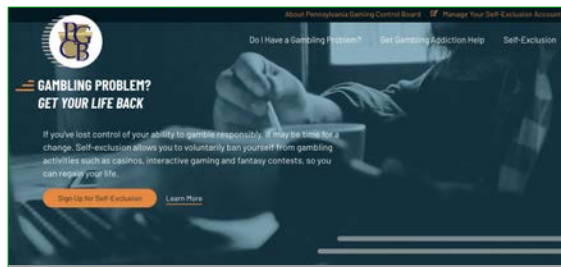 About Pennsylvania Gaming Control Board Manage Your Self-Exclusion Account
PG
CB
Do I Have a Gambling Problem? Get Gambling Addiction Help Self-Exclusion
GAMBLING PROBLEM?
GET YOUR LIFE BACK
If you've lost control of your ability to gamble responsibly, it may be time for a
change. Self-exclusion allows you to voluntarily ban yourself from gambling
activities such as casinos, interactive gaming and fantasy contests, so you
can regain your life.
Sign Up for Self-Exclusion Learn More